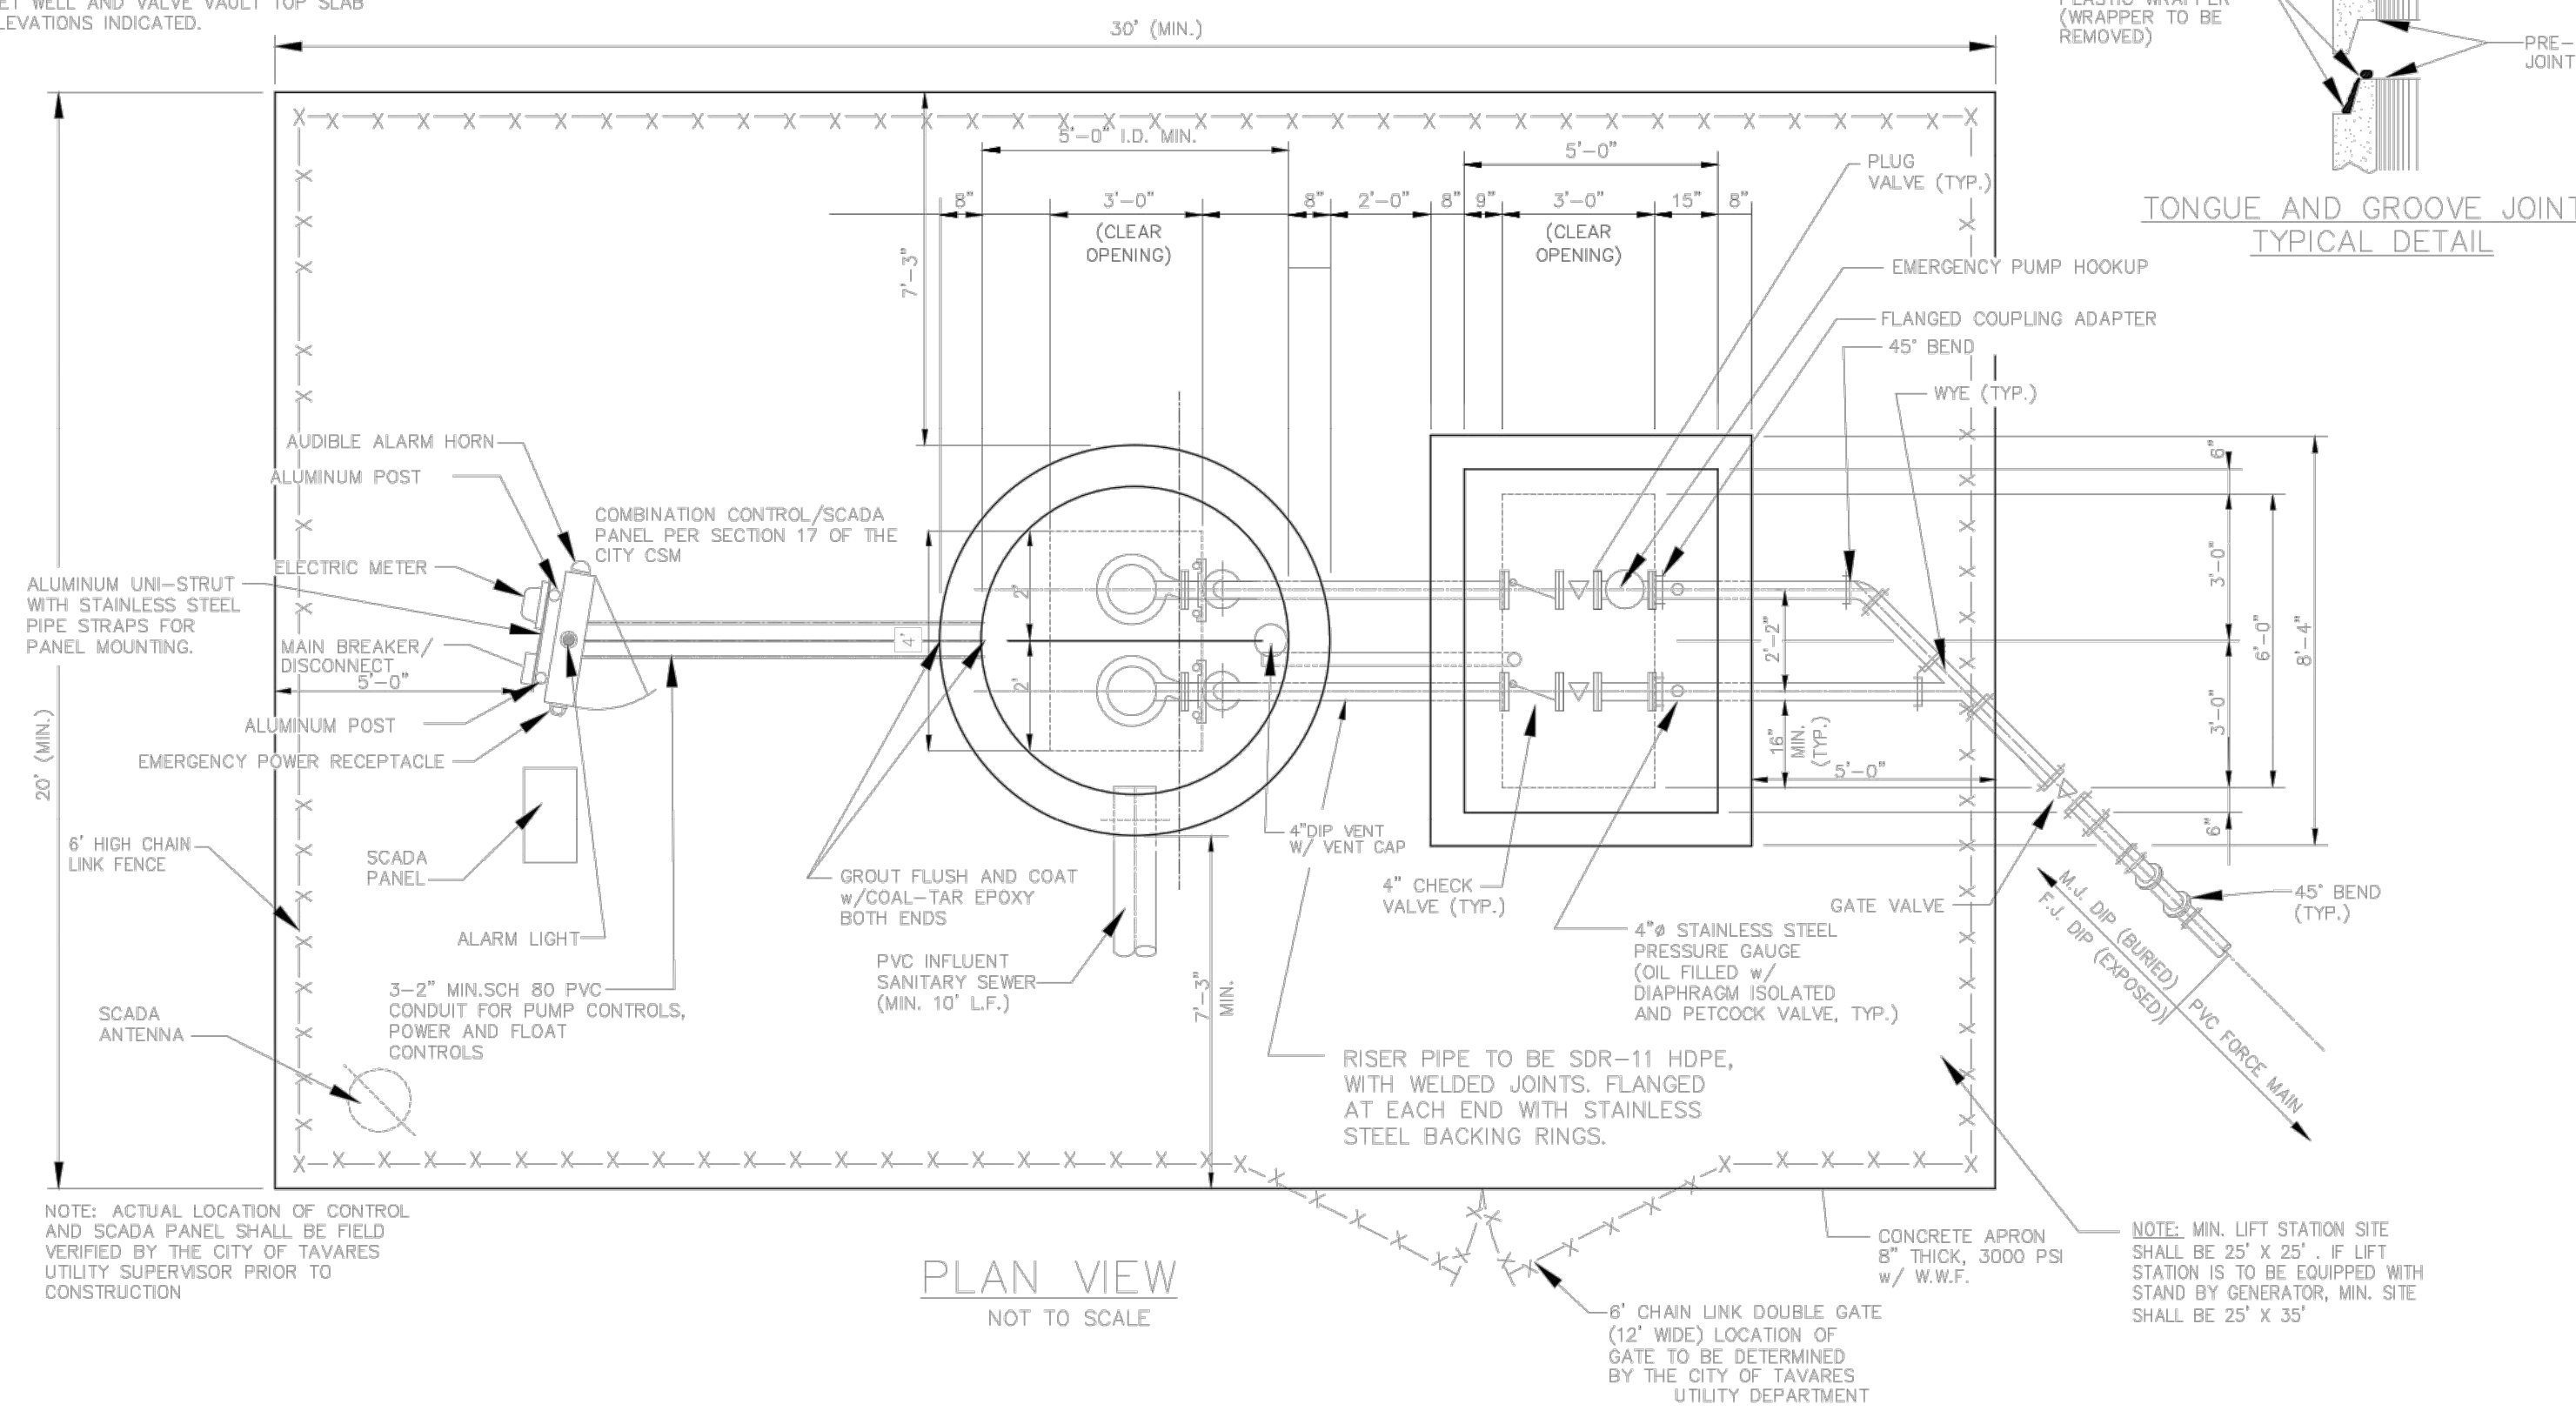 WELL AND VALVE VAULT TOP SLAB
ELEVATIONS INDICATED.
30' (MIN.)
PLASTIC WRAPPER
(WRAPPER TO BE
REMOVED)
PRE-
JOINT
TONGUE AND GROOVE JOINT
TYPICAL DETAIL
5'-0" I.D. MIN.
5'-0"
8"
3'-0"
8"
2'-0"
8"
9"
3'-0"
15"
8"
(CLEAR
OPENING)
(CLEAR
OPENING)
7'-3"
PLUG
VALVE (TYP.)
EMERGENCY PUMP HOOKUP
FLANGED COUPLING ADAPTER
45° BEND
WYE (TYP.)
AUDIBLE ALARM HORN
ALUMINUM POST
COMBINATION CONTROL/SCADA
PANEL PER SECTION 17 OF THE
CITY CSM
ELECTRIC METER
ALUMINUM UNI-STRUT
WITH STAINLESS STEEL
PIPE STRAPS FOR
PANEL MOUNTING.
MAIN BREAKER/
DISCONNECT
5'-0"
ALUMINUM POST
EMERGENCY POWER RECEPTACLE
20' (MIN.)
4'
2'
2'
2'-2"
16"
MIN.
(TYP.)
5'-0"
6"
3'-0"
3'-0"
6"
6'-0"
8'-4"
6' HIGH CHAIN
LINK FENCE
SCADA
PANEL
ALARM LIGHT
SCADA
ANTENNA
3-2" MIN.SCH 80 PVC
CONDUIT FOR PUMP CONTROLS,
POWER AND FLOAT
CONTROLS
GROUT FLUSH AND COAT
w/COAL-TAR EPOXY
BOTH ENDS
PVC INFLUENT
SANITARY SEWER
(MIN. 10' L.F.)
7'-3"
MIN.
4"DIP VENT
W/ VENT CAP
4" CHECK
VALVE (TYP.)
4"ø STAINLESS STEEL
PRESSURE GAUGE
(OIL FILLED w/
DIAPHRAGM ISOLATED
AND PETCOCK VALVE, TYP.)
GATE VALVE
45° BEND
(TYP.)
M.J. DIP (BURIED)
F.J. DIP (EXPOSED)
PVC FORCE MAIN
RISER PIPE TO BE SDR-11 HDPE,
WITH WELDED JOINTS. FLANGED
AT EACH END WITH STAINLESS
STEEL BACKING RINGS.
NOTE: ACTUAL LOCATION OF CONTROL
AND SCADA PANEL SHALL BE FIELD
VERIFIED BY THE CITY OF TAVARES
UTILITY SUPERVISOR PRIOR TO
CONSTRUCTION
PLAN VIEW
NOT TO SCALE
CONCRETE APRON
8" THICK, 3000 PSI
w/ W.W.F.
6' CHAIN LINK DOUBLE GATE
(12' WIDE) LOCATION OF
GATE TO BE DETERMINED
BY THE CITY OF TAVARES
UTILITY DEPARTMENT
NOTE: MIN. LIFT STATION SITE
SHALL BE 25' X 25' . IF LIFT
STATION IS TO BE EQUIPPED WITH
STAND BY GENERATOR, MIN. SITE
SHALL BE 25' X 35'